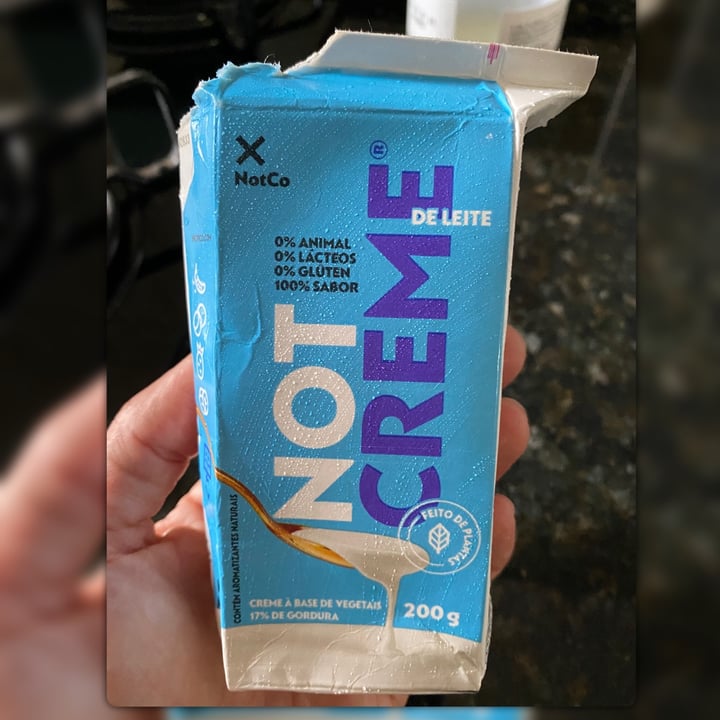 NotCo
0% ANIMAL
0% LÁCTEOS
0% GLÚTEN
100% SABOR
NOT
CREME®
DE LEITE
FEITO DE PLANTAS
CONTÉM AROMATIZANTES NATURAIS
CREME À BASE DE VEGETAIS
17% DE GORDURA
200 g